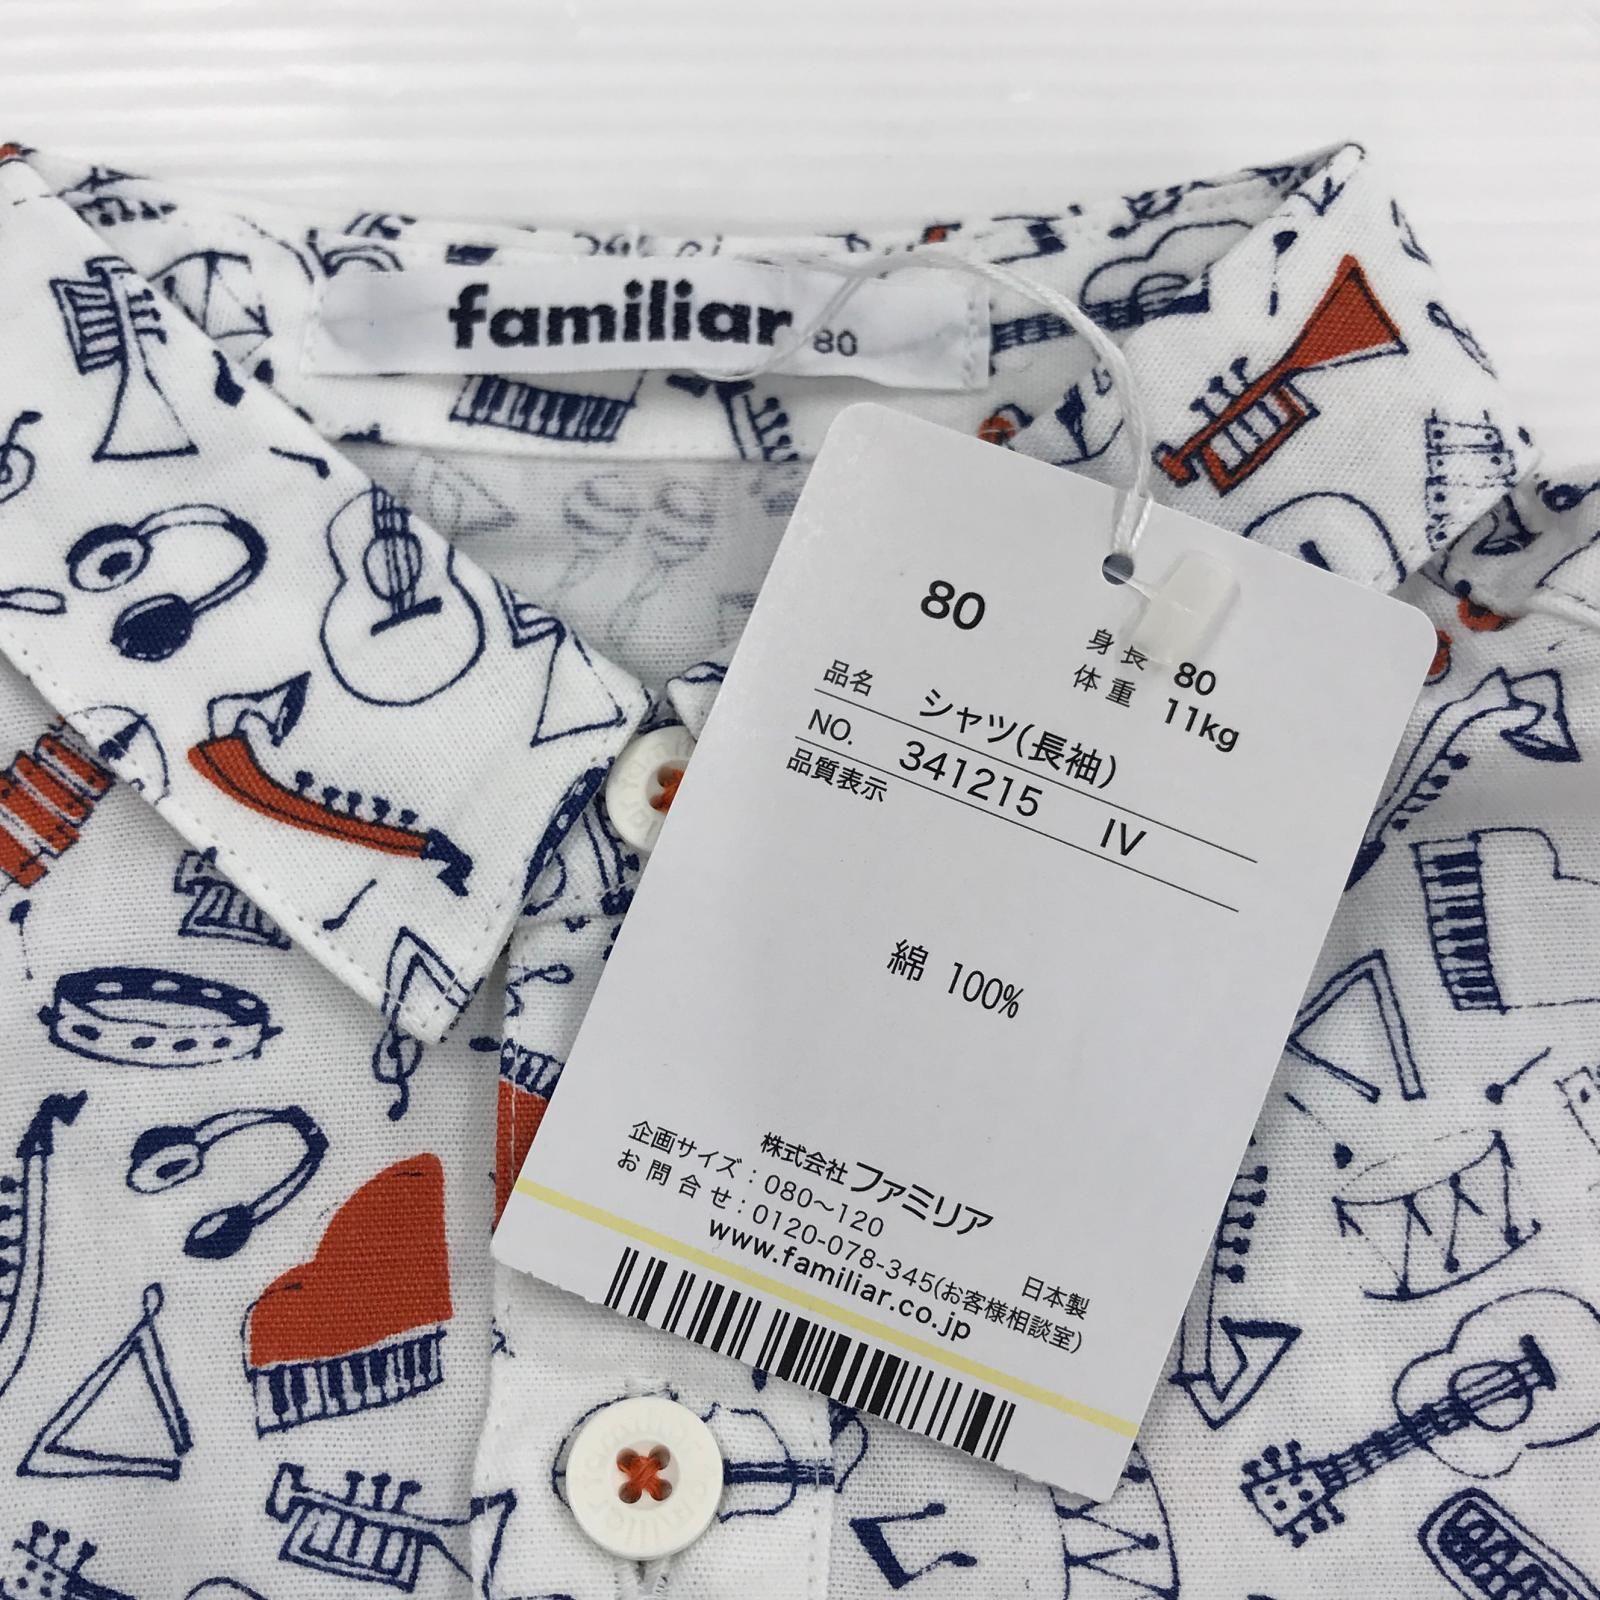 familiar 80
80
身長 80
体重 11kg
品名 シャツ(長袖)
NO. 341215 IV
品質表示
綿 100%
株式会社 ファミリア
企画サイズ:080〜120
お問合せ:0120-078-345(お客様相談室)
www.familiar.co.jp
日本製